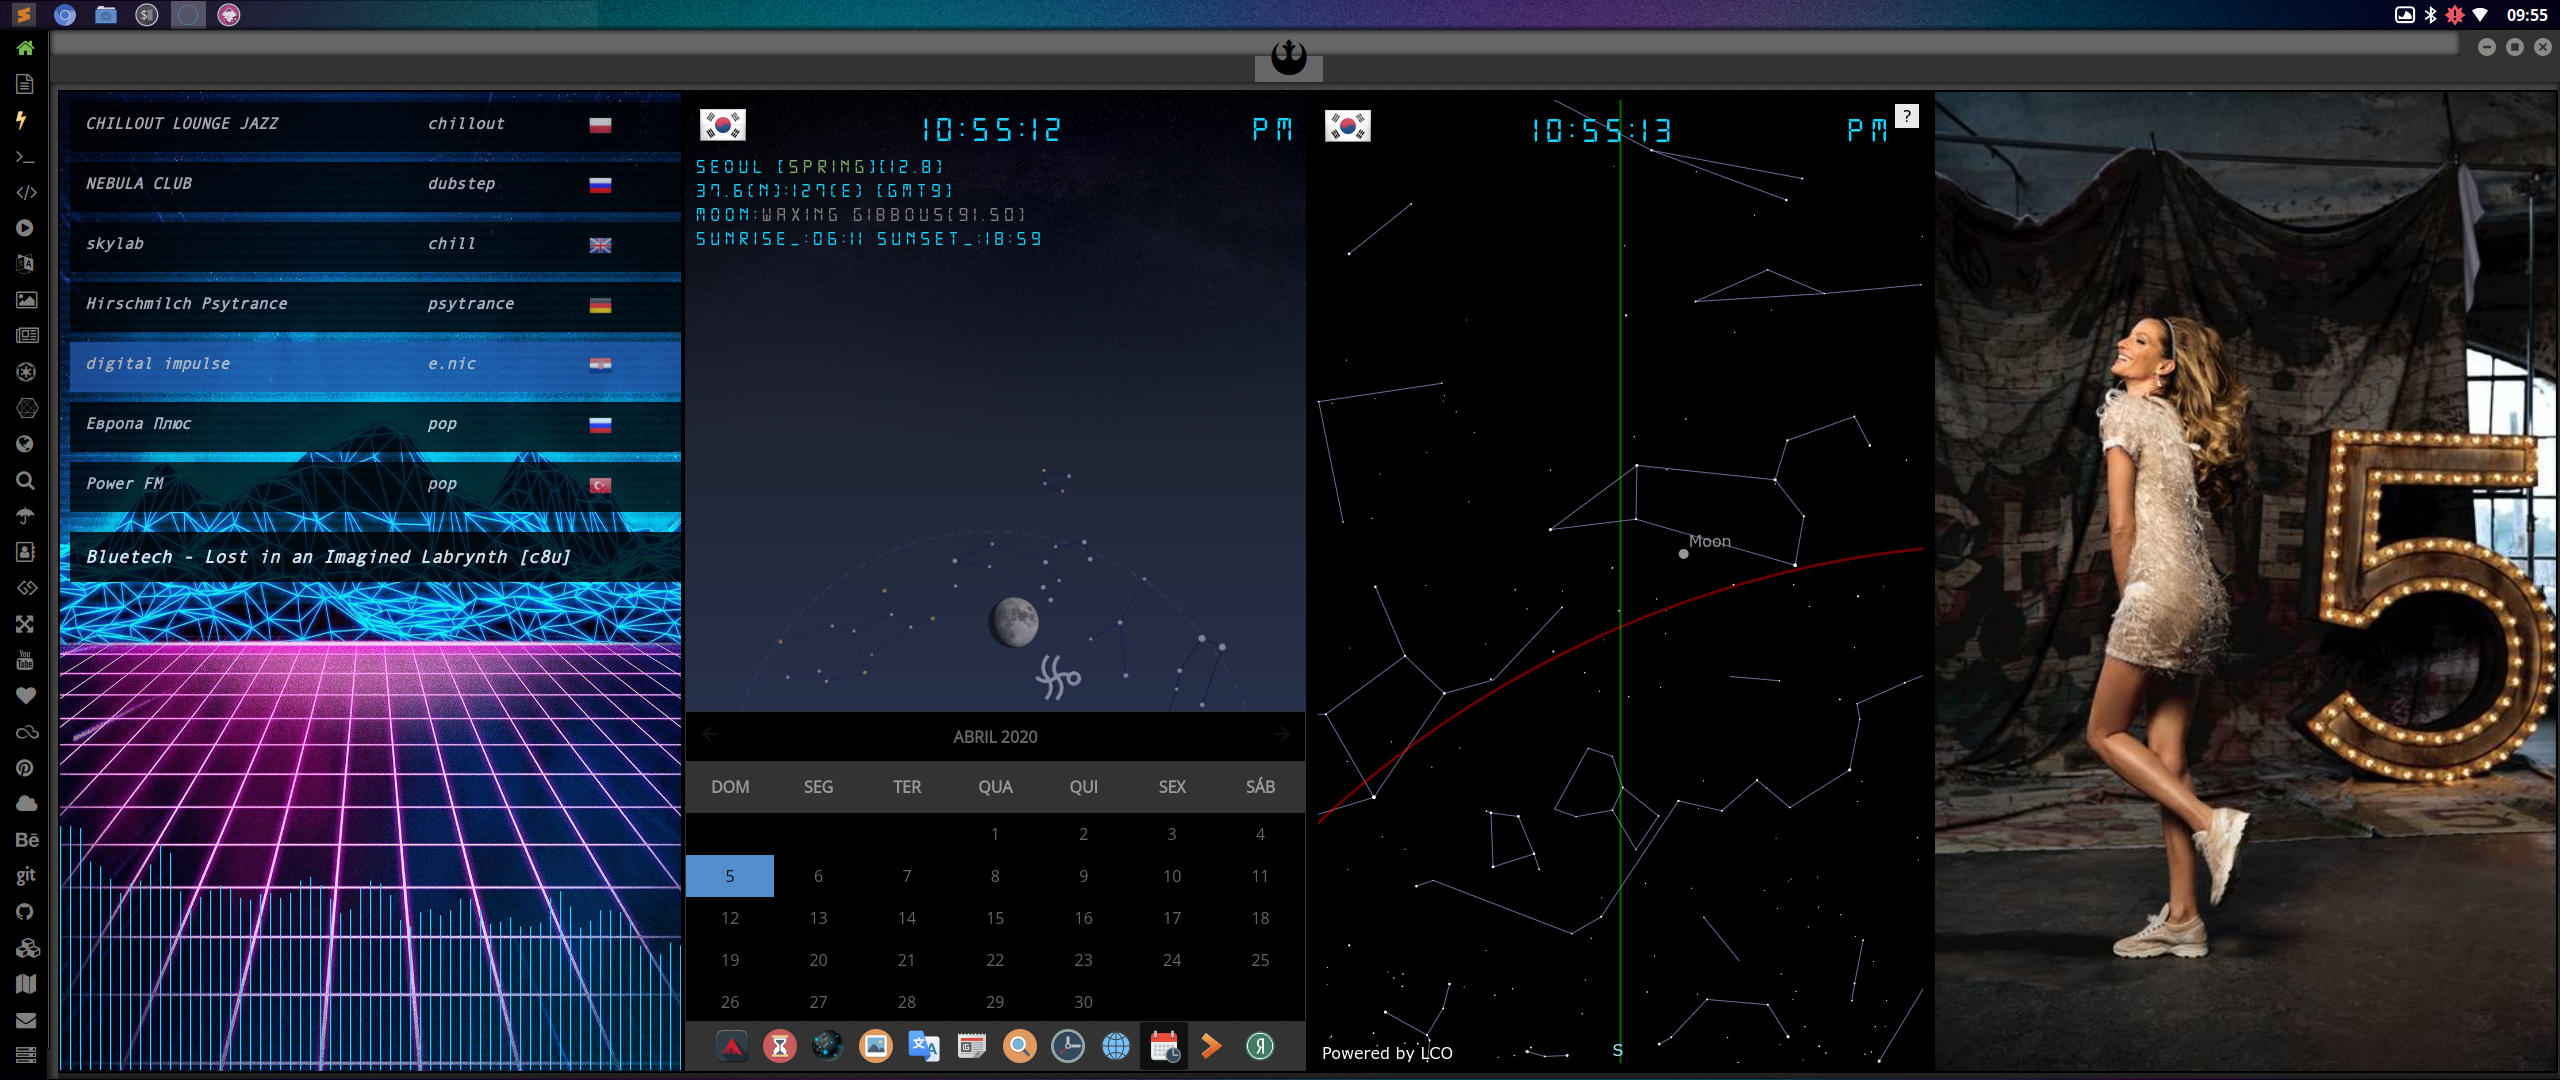 09:55
CHILLOUT LOUNGE JAZZ chillout
NEBULA CLUB dubstep
skylab chill
Hirschmilch Psytrance psytrance
digital impulse e.nic
Европа Плюс pop
Power FM pop
Bluetech - Lost in an Imagined Labrynth [c8u]
You
Tube
Bē
git
10:55:12 PM
SEOUL [SPRING][12.8]
37.6(N):127(E) [GMT9]
MOON:WAXING GIBBOUS[91.50]
SUNRISE_:06:11 SUNSET_:18:59
ABRIL 2020
DOM SEG TER QUA QUI SEX SÁB
1 2 3 4
5 6 7 8 9 10 11
12 13 14 15 16 17 18
19 20 21 22 23 24 25
26 27 28 29 30
10:55:13 PM
?
Moon
S
Powered by LCO
5